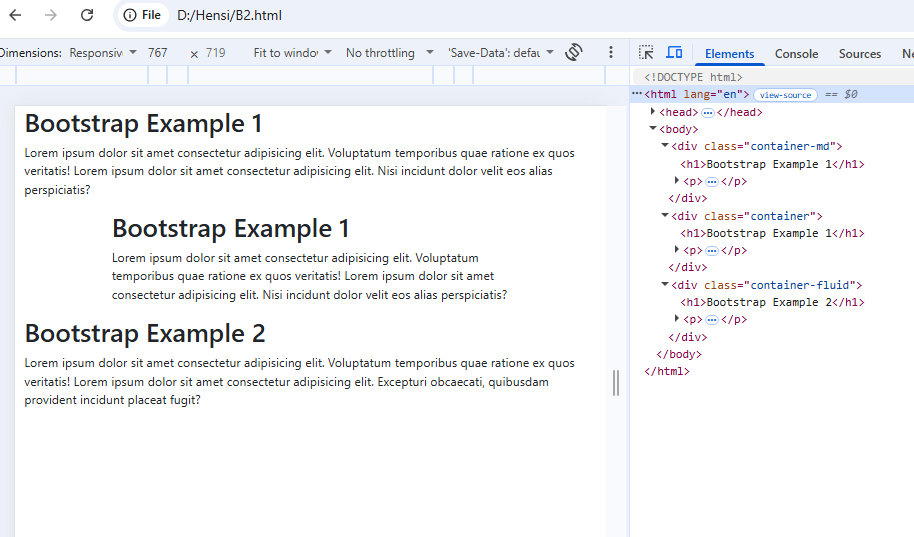 File D:/Hensi/B2.html
Dimensions: Responsive 767 × 719 Fit to window No throttling 'Save-Data': defau
Elements Console Sources Ne
Bootstrap Example 1
Lorem ipsum dolor sit amet consectetur adipisicing elit. Voluptatum temporibus quae ratione ex quos
veritatis! Lorem ipsum dolor sit amet consectetur adipisicing elit. Nisi incidunt dolor velit eos alias
perspiciatis?
Bootstrap Example 1
Lorem ipsum dolor sit amet consectetur adipisicing elit. Voluptatum
temporibus quae ratione ex quos veritatis! Lorem ipsum dolor sit amet
consectetur adipisicing elit. Nisi incidunt dolor velit eos alias perspiciatis?
Bootstrap Example 2
Lorem ipsum dolor sit amet consectetur adipisicing elit. Voluptatum temporibus quae ratione ex quos
veritatis! Lorem ipsum dolor sit amet consectetur adipisicing elit. Excepturi obcaecati, quibusdam
provident incidunt placeat fugit?
<!DOCTYPE html>
<html lang="en"> view-source == $0
<head> … </head>
<body>
<div class="container-md">
<h1>Bootstrap Example 1</h1>
<p> … </p>
</div>
<div class="container">
<h1>Bootstrap Example 1</h1>
<p> … </p>
</div>
<div class="container-fluid">
<h1>Bootstrap Example 2</h1>
<p> … </p>
</div>
</body>
</html>